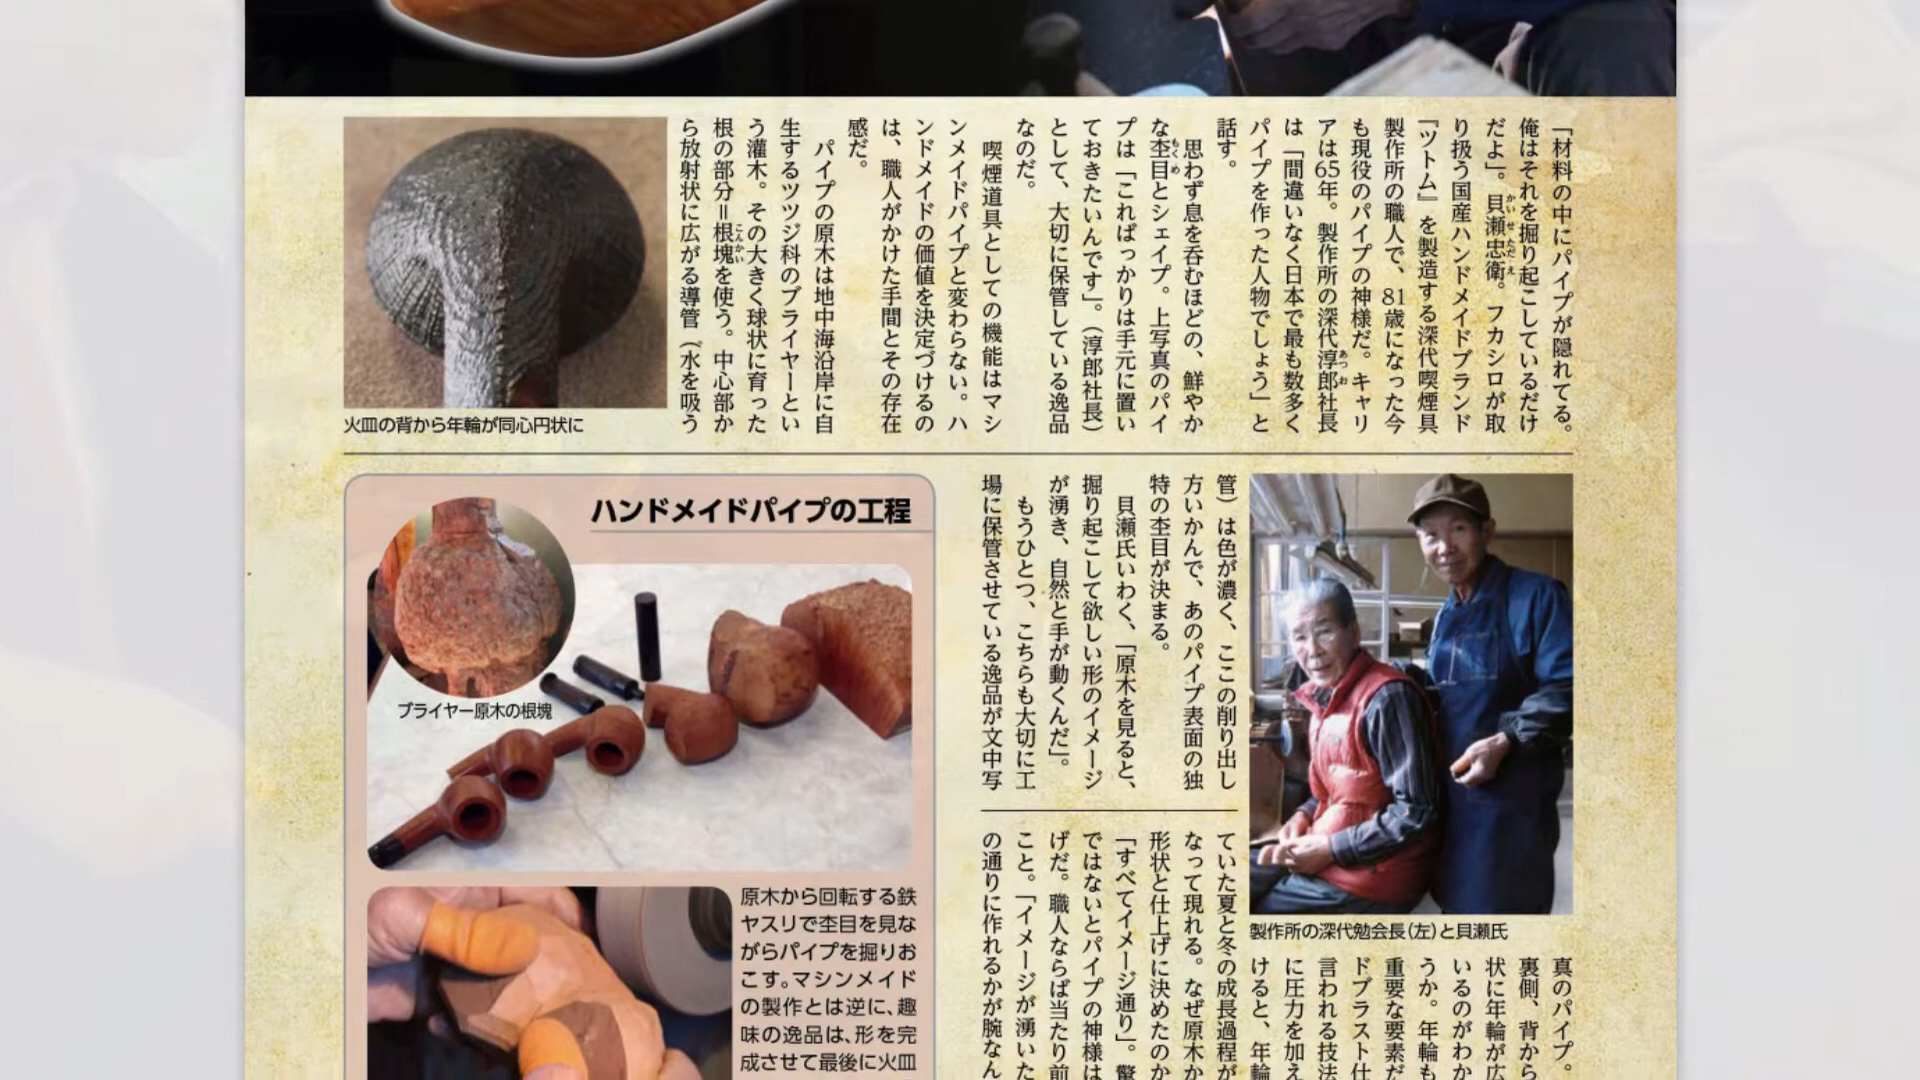 「材料の中にパイプが隠れてる。
俺はそれを掘り起こしているだけ
だよ」。貝瀬忠衛。フカシロが取
り扱う国産ハンドメイドブランド
『ツトム』を製造する深代喫煙具
製作所の職人で、81歳になった今
も現役のパイプの神様だ。キャリ
アは65年。製作所の深代淳郎社長
は「間違いなく日本で最も数多く
パイプを作った人物でしょう」と
話す。
思わず息を呑むほどの、鮮やか
な杢目とシェイプ。上写真のパイ
プは「こればっかりは手元に置い
ておきたいんです」。（淳郎社長）
として、大切に保管している逸品
なのだ。
喫煙道具としての機能はマシ
ンメイドパイプと変わらない。ハ
ンドメイドの価値を決定づけるの
は、職人がかけた手間とその存在
感だ。
パイプの原木は地中海沿岸に自
生するツツジ科のブライヤーとい
う灌木。その大きく球状に育った
根の部分＝根塊を使う。中心部か
ら放射状に広がる導管（水を吸う
火皿の背から年輪が同心円状に
管）は色が濃く、ここの削り出し
方いかんで、あのパイプ表面の独
特の杢目が決まる。
貝瀬氏いわく、「原木を見ると、
掘り起こして欲しい形のイメージ
が湧き、自然と手が動くんだ」。
もうひとつ、こちらも大切に工
場に保管させている逸品が文中写
製作所の深代勉会長（左）と貝瀬氏
真のパイプ。
裏側、背から
状に年輪が広
いるのがわか
うか。年輪も
重要な要素だ
ドブラスト仕
言われる技法
に圧力を加え
けると、年輪
ていた夏と冬の成長過程が
なって現れる。なぜ原木か
形状と仕上げに決めたのか
「すべてイメージ通り」。驚
ではないとパイプの神様は
げだ。職人ならば当たり前
こと。「イメージが湧いた
の通りに作れるかが腕なん
ハンドメイドパイプの工程
ブライヤー原木の根塊
原木から回転する鉄
ヤスリで杢目を見な
がらパイプを掘りお
こす。マシンメイド
の製作とは逆に、趣
味の逸品は、形を完
成させて最後に火皿